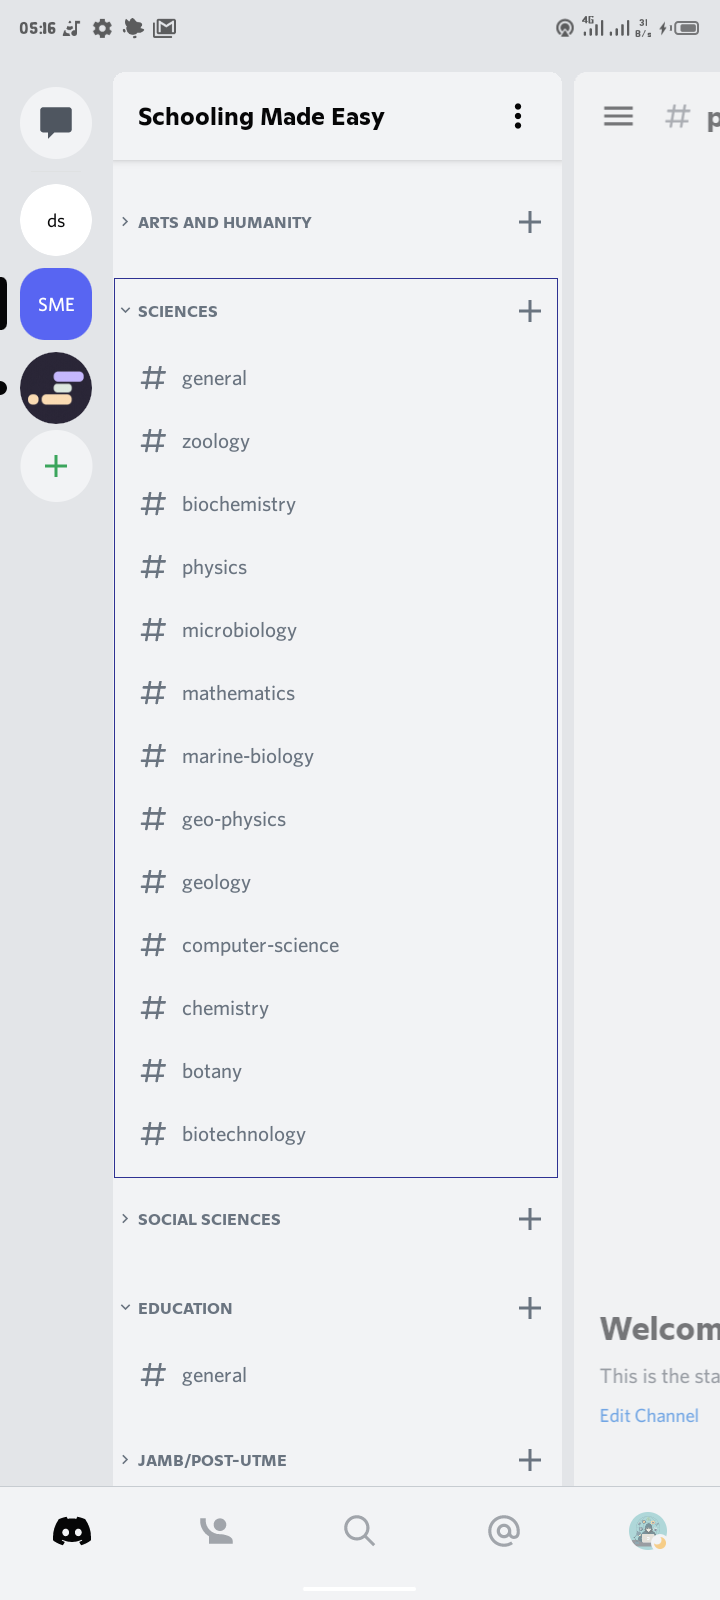 05:16
4G
31
B/s
Schooling Made Easy
# p
ds
ARTS AND HUMANITY
SME
SCIENCES
# general
# zoology
# biochemistry
# physics
# microbiology
# mathematics
# marine-biology
# geo-physics
# geology
# computer-science
# chemistry
# botany
# biotechnology
SOCIAL SCIENCES
EDUCATION
Welcom
# general
This is the sta
Edit Channel
JAMB/POST-UTME